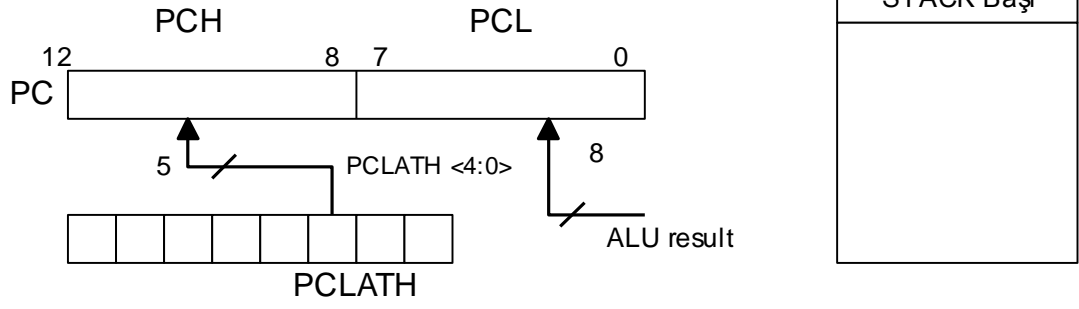 PCH PCL
STACK Başı
12 8 7 0
PC
5 PCLATH <4:0> 8
ALU result
PCLATH